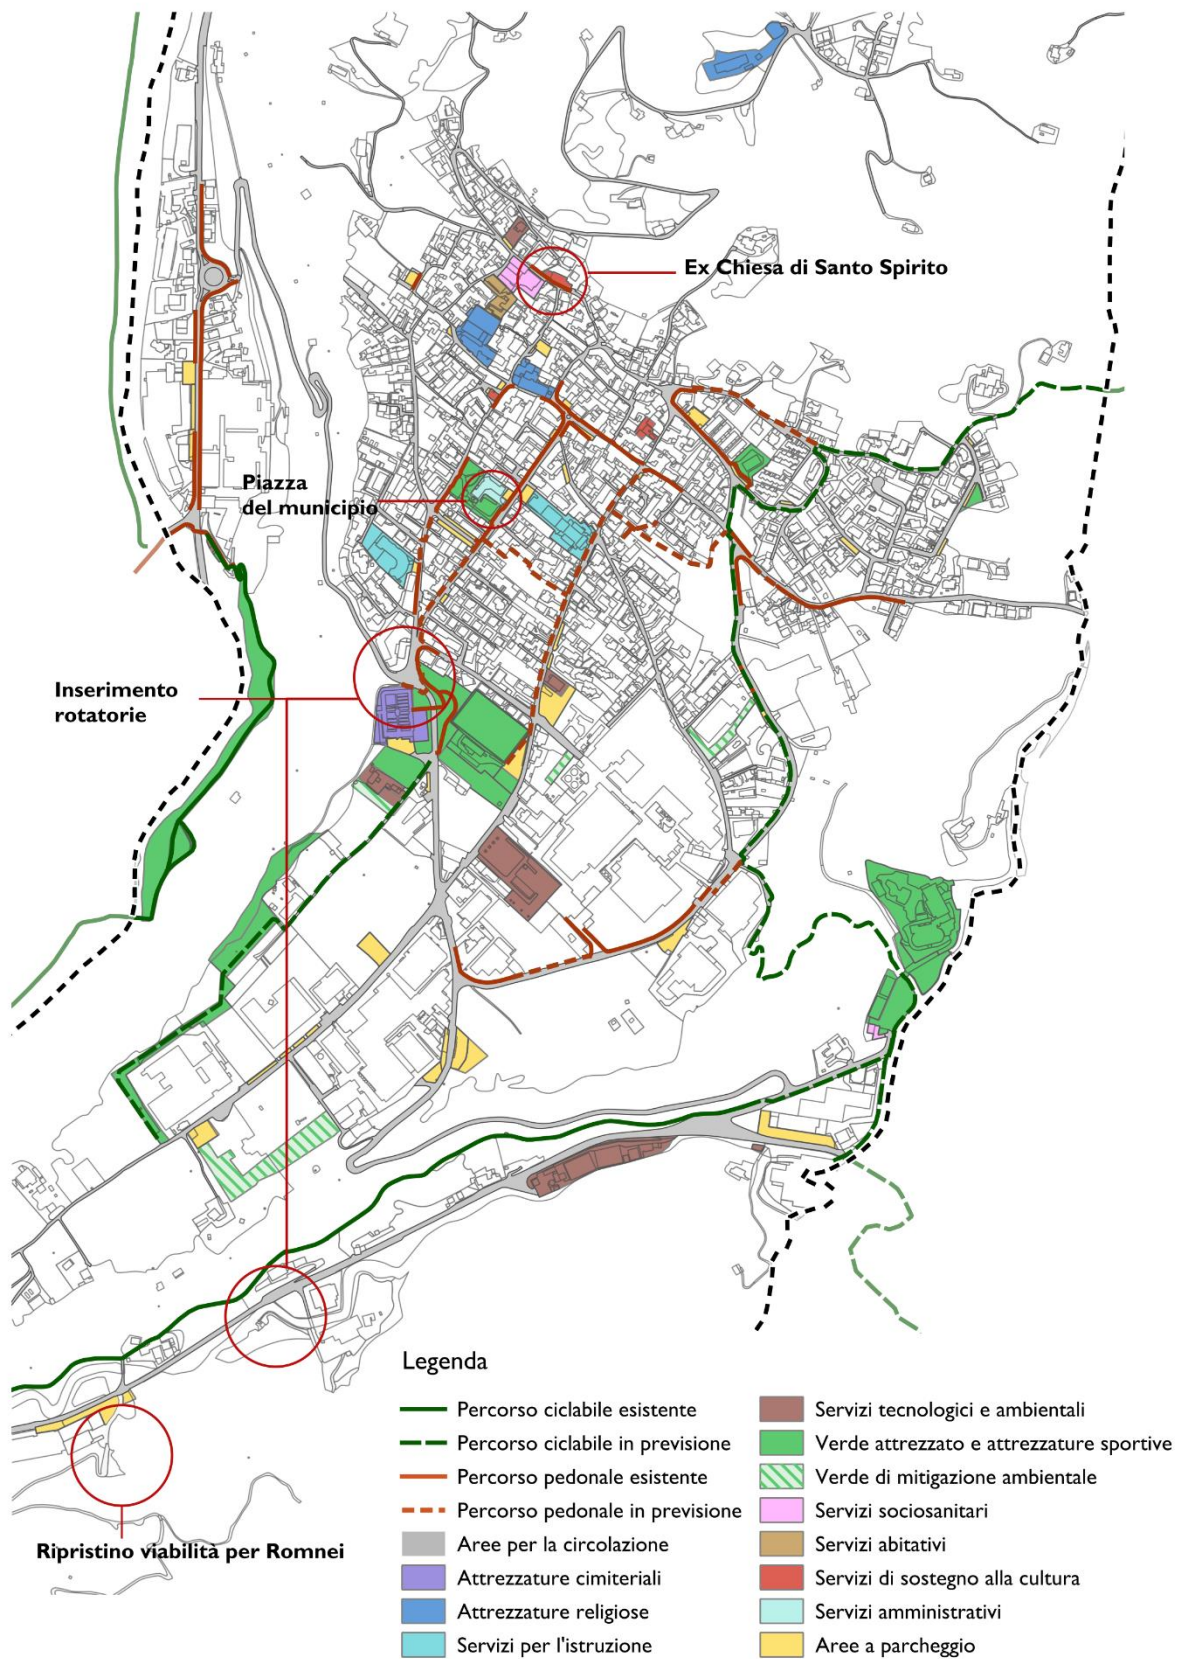 Ex Chiesa di Santo Spirito
Piazza
del municipio
Inserimento
rotatorie
Ripristino viabilità per Romnei
Legenda
Percorso ciclabile esistente
Percorso ciclabile in previsione
Percorso pedonale esistente
Percorso pedonale in previsione
Aree per la circolazione
Attrezzature cimiteriali
Attrezzature religiose
Servizi per l'istruzione
Servizi tecnologici e ambientali
Verde attrezzato e attrezzature sportive
Verde di mitigazione ambientale
Servizi sociosanitari
Servizi abitativi
Servizi di sostegno alla cultura
Servizi amministrativi
Aree a parcheggio